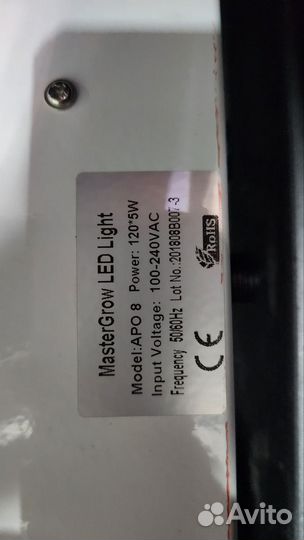 MasterGrow LED Light
Model:APO 8 Power: 120*5W
Input Voltage: 100-240VAC
Frequency 50/60Hz Lot No.:201808B007-3
CE
RoHS
Avito